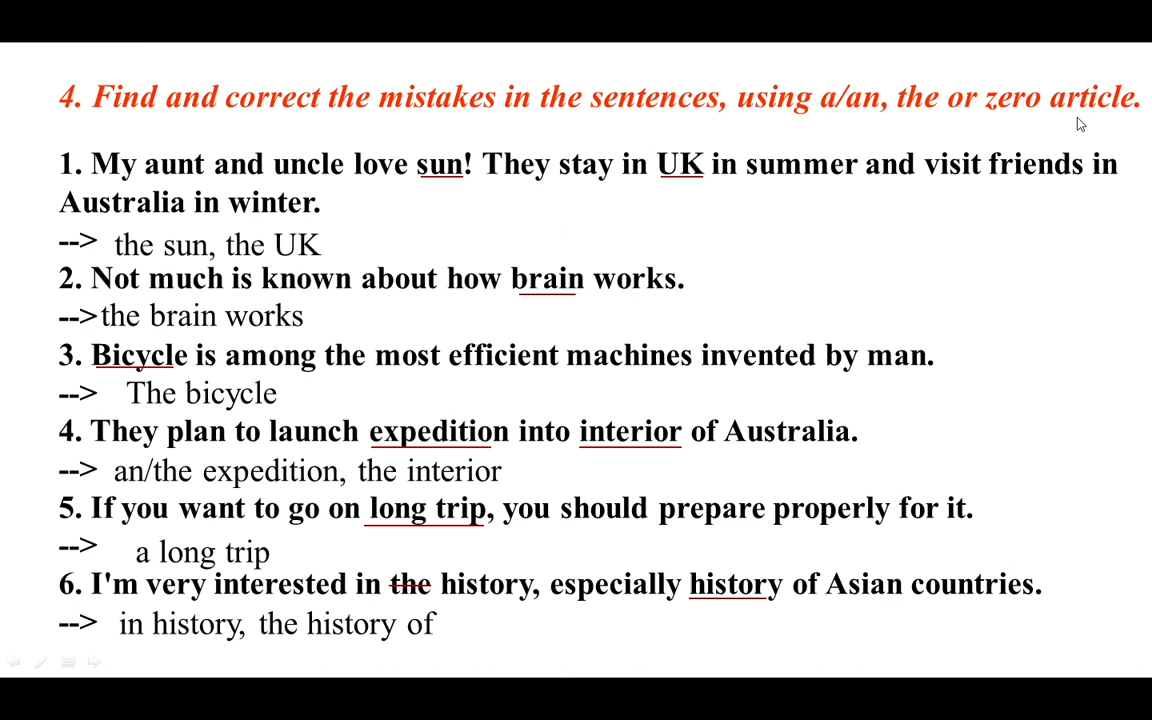 4. Find and correct the mistakes in the sentences, using a/an, the or zero article.
1. My aunt and uncle love sun! They stay in UK in summer and visit friends in
Australia in winter.
--> the sun, the UK
2. Not much is known about how brain works.
-->the brain works
3. Bicycle is among the most efficient machines invented by man.
--> The bicycle
4. They plan to launch expedition into interior of Australia.
--> an/the expedition, the interior
5. If you want to go on long trip, you should prepare properly for it.
--> a long trip
6. I'm very interested in the history, especially history of Asian countries.
--> in history, the history of